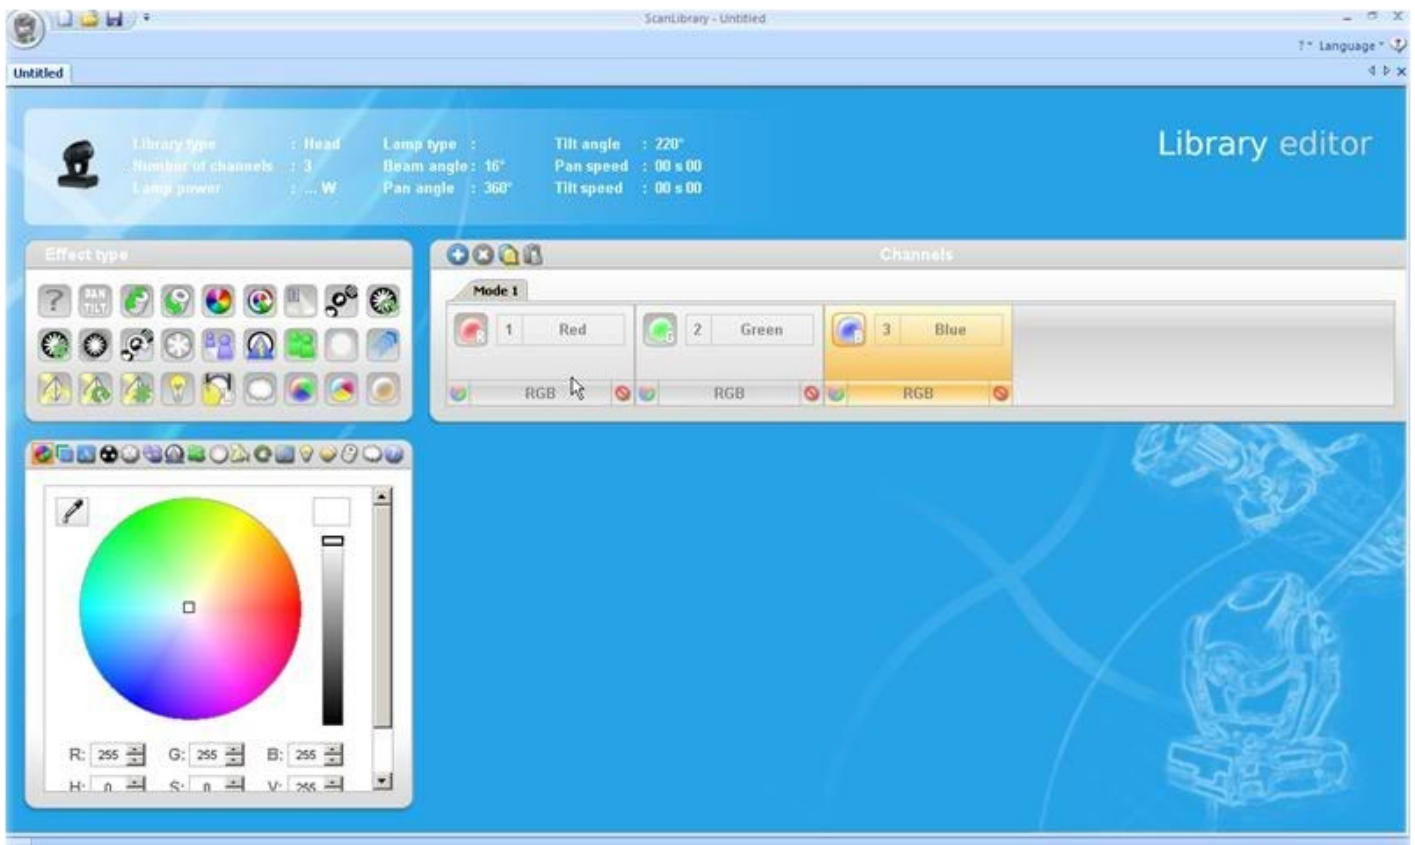 ScanLibrary - Untitled
? Language ?
Untitled
Library editor
Library type : Head
Number of channels : 3
Lamp power : ... W
Lamp type :
Beam angle : 16°
Pan angle : 360°
Tilt angle : 220°
Pan speed : 00 s 00
Tilt speed : 00 s 00
Effect type
?
PAN
TILT
Channels
Mode 1
1 Red
2 Green
3 Blue
RGB
RGB
RGB
R: 255 G: 255 B: 255
H: 0 S: 0 V: 255